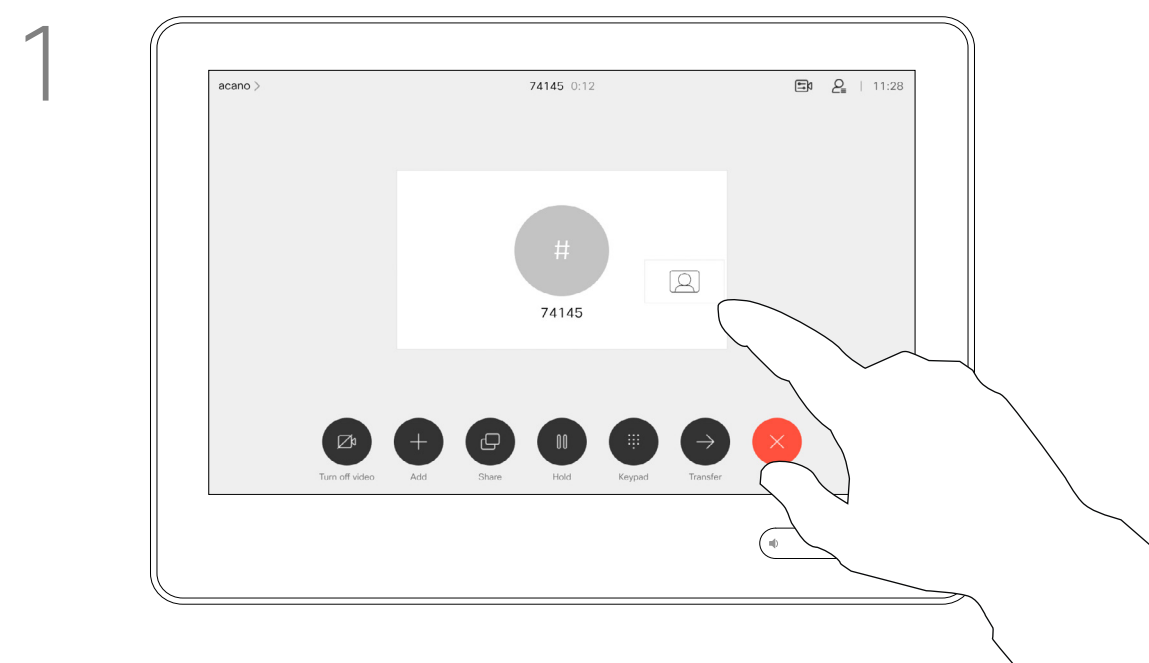 1
acano >
74145 0:12
11:28
#
74145
Turn off video
Add
Share
Hold
Keypad
Transfer